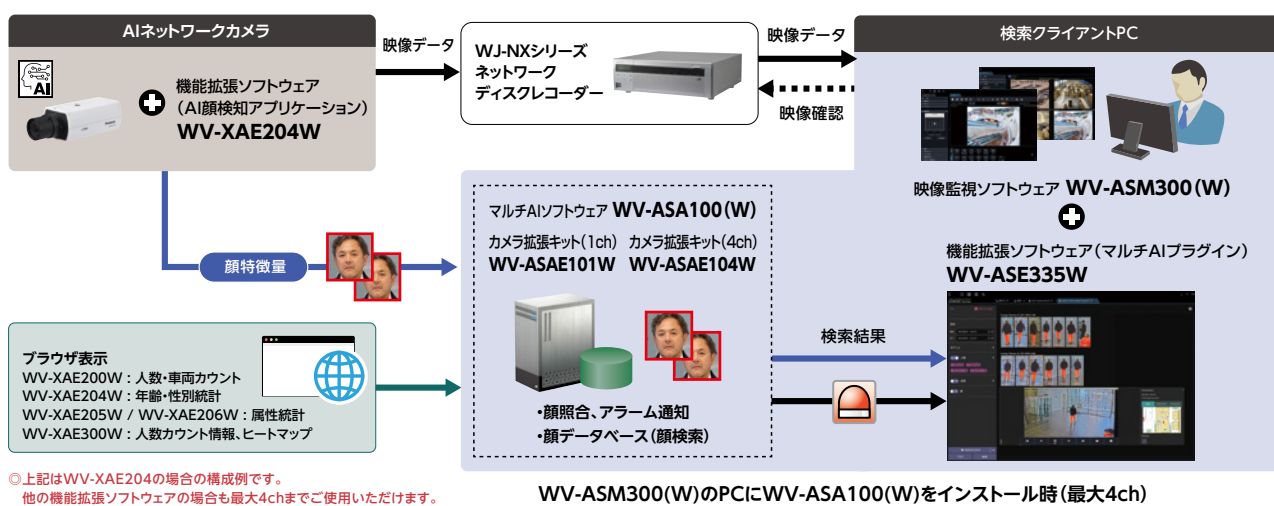 AIネットワークカメラ
AI
機能拡張ソフトウェア
（AI顔検知アプリケーション）
WV-XAE204W
映像データ
WJ-NXシリーズ
ネットワーク
ディスクレコーダー
映像データ
映像確認
検索クライアントPC
映像監視ソフトウェア WV-ASM300（W）
機能拡張ソフトウェア（マルチAIプラグイン）
WV-ASE335W
顔特徴量
マルチAIソフトウェア WV-ASA100（W）
カメラ拡張キット（1ch） カメラ拡張キット（4ch）
WV-ASAE101W WV-ASAE104W
・顔照合、アラーム通知
・顔データベース（顔検索）
検索結果
ブラウザ表示
WV-XAE200W：人数・車両カウント
WV-XAE204W：年齢・性別統計
WV-XAE205W / WV-XAE206W：属性統計
WV-XAE300W：人数カウント情報、ヒートマップ
◎上記はWV-XAE204の場合の構成例です。
他の機能拡張ソフトウェアの場合も最大4chまでご使用いただけます。
WV-ASM300(W)のPCにWV-ASA100(W)をインストール時（最大4ch）